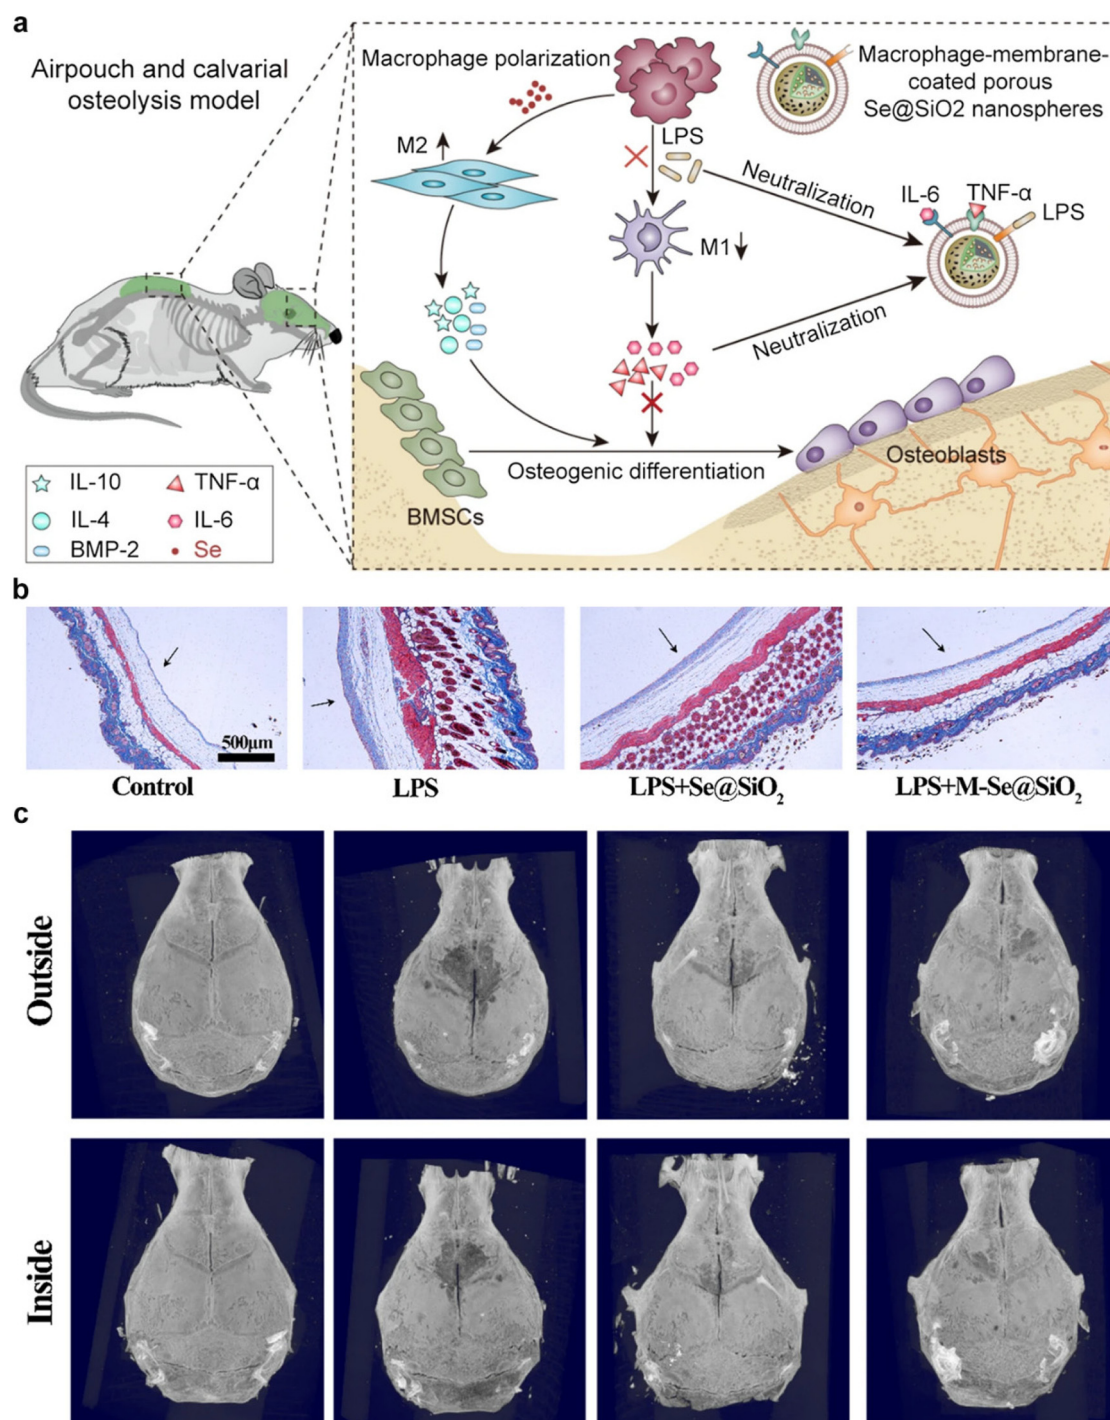 a
Airpouch and calvarial
osteolysis model
Macrophage polarization
Macrophage-membrane-
coated porous
Se@SiO2 nanospheres
M2
LPS
Neutralization
IL-6
TNF-α
LPS
M1
Neutralization
Osteogenic differentiation
Osteoblasts
BMSCs
IL-10
TNF-α
IL-4
IL-6
BMP-2
Se
b
500μm
Control
LPS
LPS+Se@SiO₂
LPS+M-Se@SiO₂
c
Outside
Inside